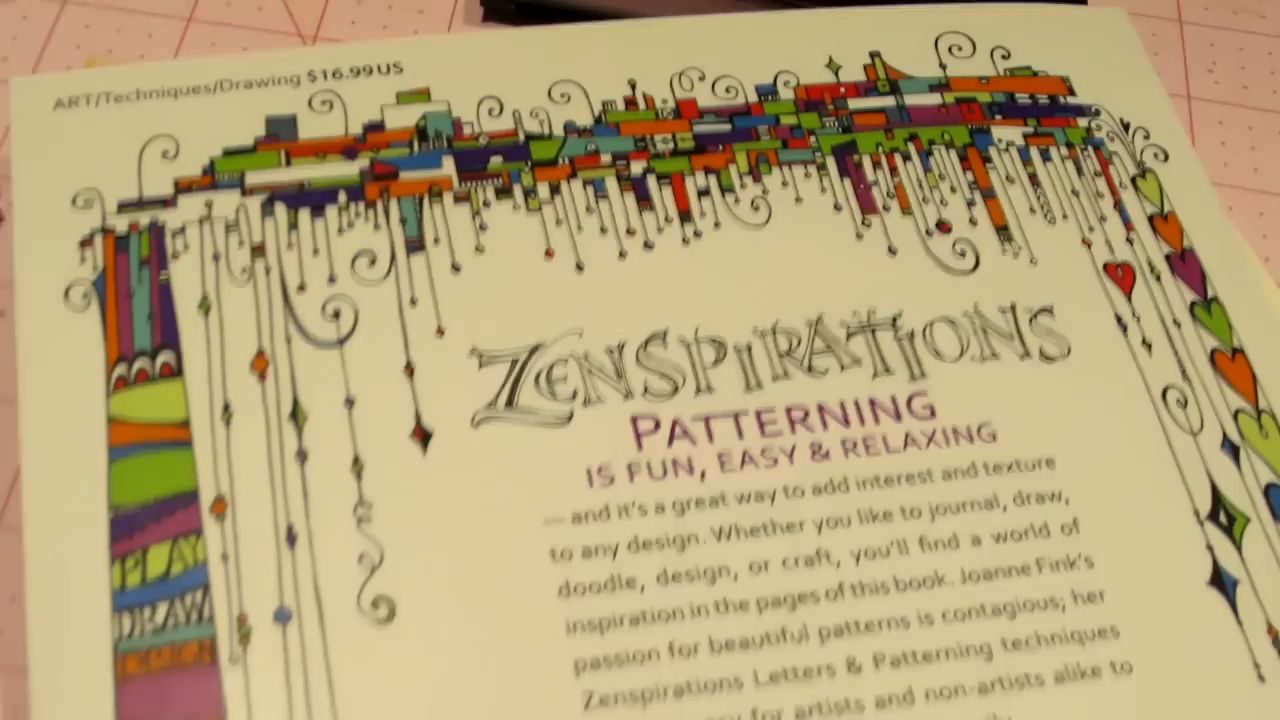 ART/Techniques/Drawing $16.99US
ZENSPIRATIONS
PATTERNING
IS FUN, EASY & RELAXING
— and it's a great way to add interest and texture
to any design. Whether you like to journal, draw,
doodle, design, or craft, you'll find a world of
inspiration in the pages of this book. Joanne Fink's
passion for beautiful patterns is contagious; her
Zenspirations Letters & Patterning techniques
for artists and non-artists alike to
PLAY
DRAW
DESIGN